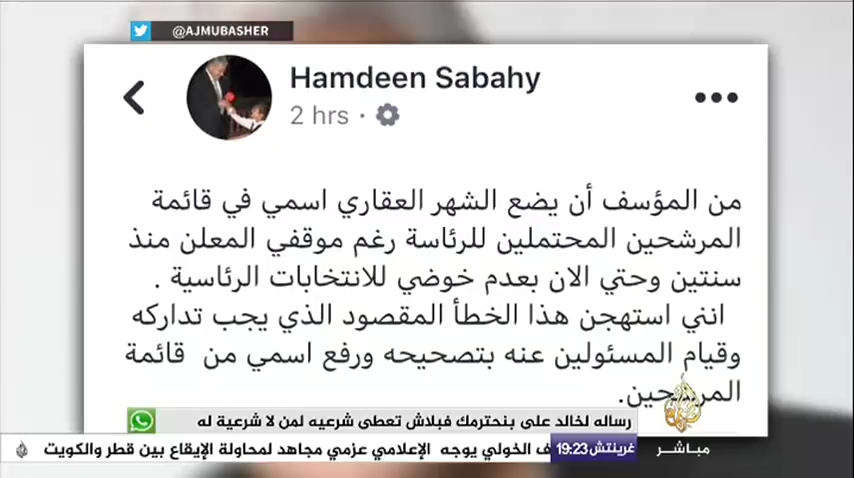 @AJMUBASHER
Hamdeen Sabahy
2 hrs
من المؤسف أن يضع الشهر العقاري اسمي في قائمة
المرشحين المحتملين للرئاسة رغم موقفي المعلن منذ
سنتين وحتي الان بعدم خوضي للانتخابات الرئاسية .
انني استهجن هذا الخطأ المقصود الذي يجب تداركه
وقيام المسئولين عنه بتصحيحه ورفع اسمي من قائمة
المرشحين.
رساله لخالد على بنحترمك فبلاش تعطى شرعيه لمن لا شرعية له
مباشر
غرينتش 19:23
الخولي يوجه الإعلامي عزمي مجاهد لمحاولة الإيقاع بين قطر والكويت